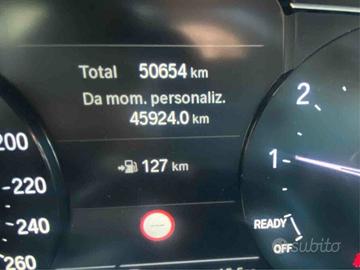 Total 50654 km
Da mom. personaliz.
45924.0 km
127 km
2
1
READY
OFF
200
220
240
260
subito